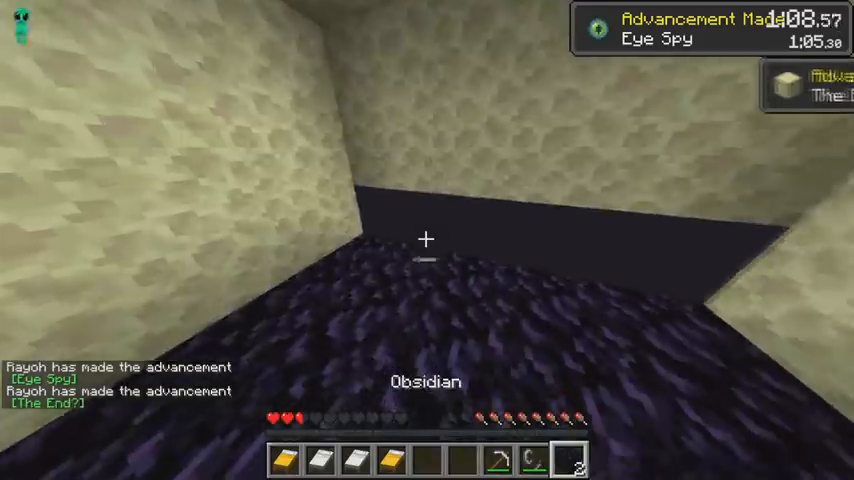 Advancement Made
1:08.57
Eye Spy
1:05.30
The E
Rayoh has made the advancement
[Eye Spy]
Rayoh has made the advancement
[The End?]
Obsidian
2